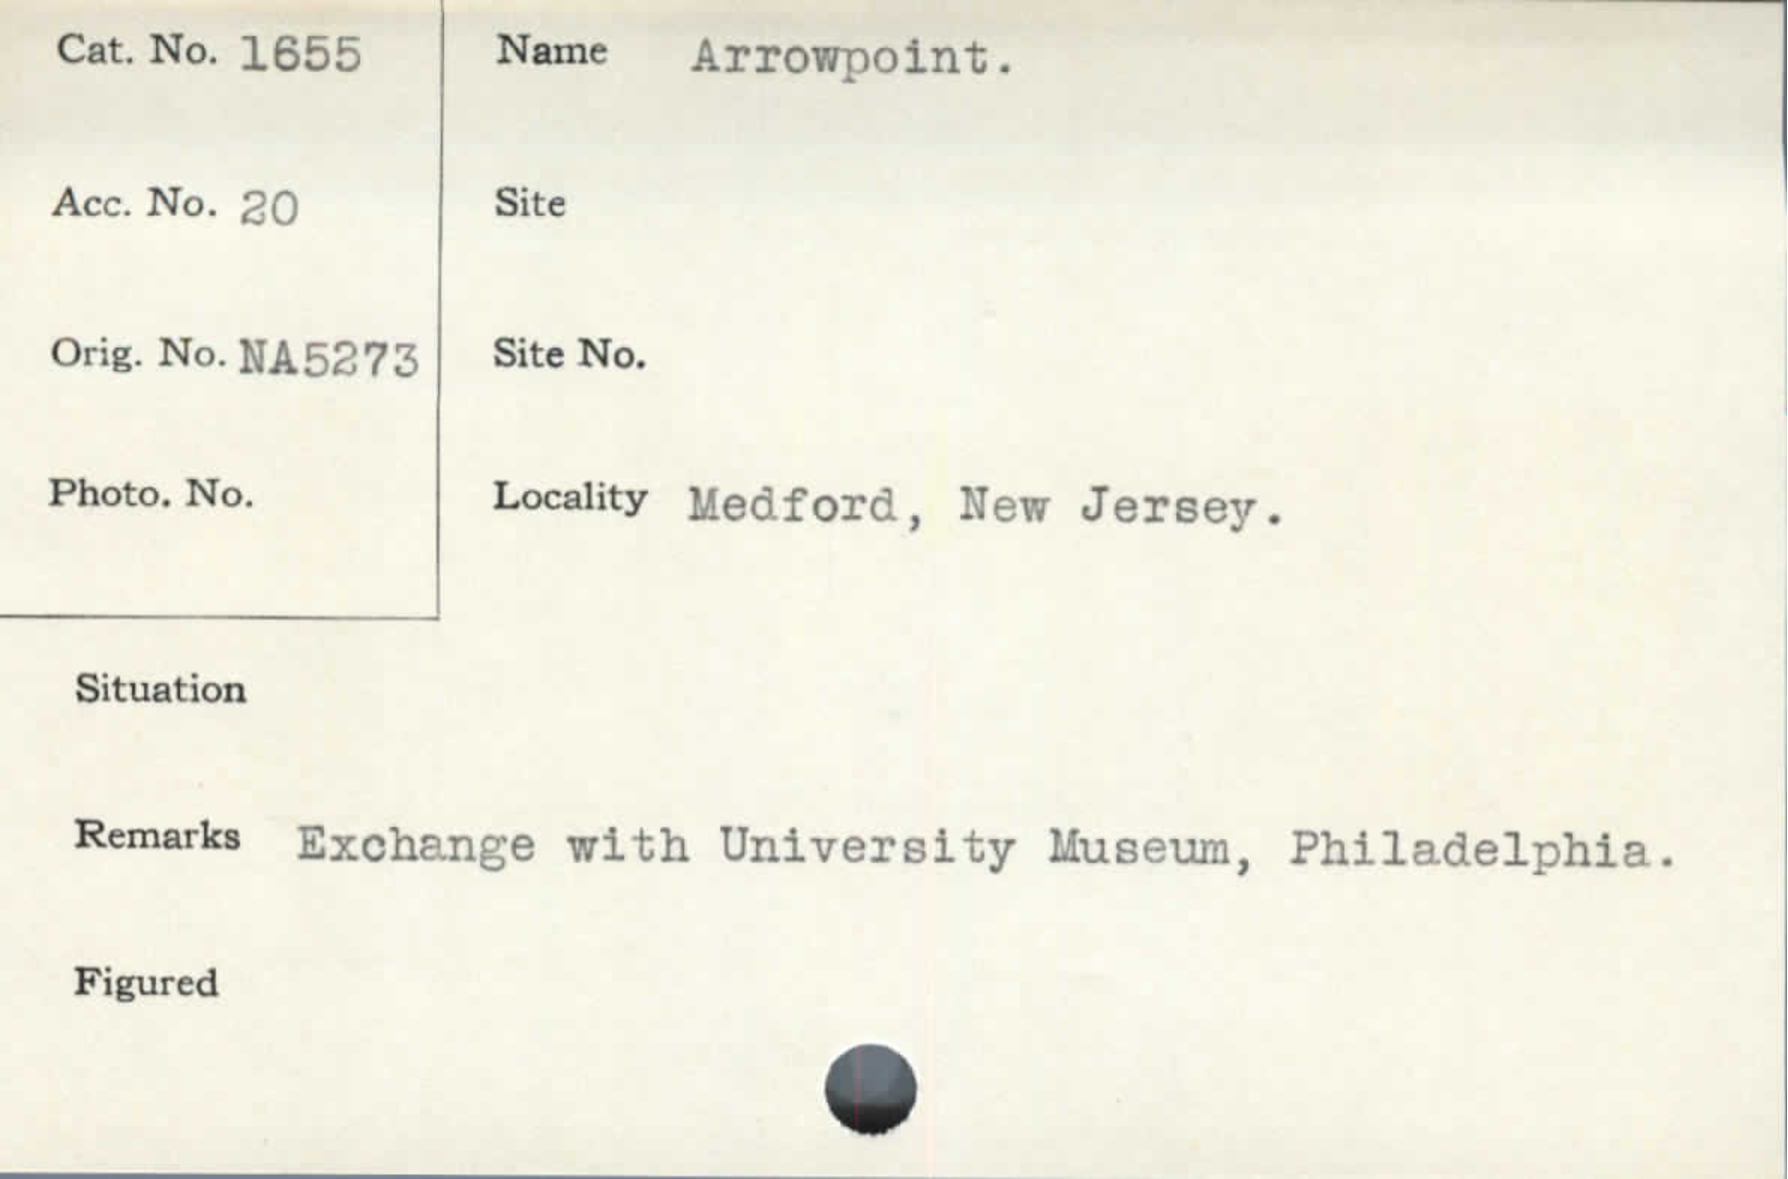 Cat. No. 1655
Name Arrowpoint.
Acc. No. 20
Site
Orig. No. NA5273
Site No.
Photo. No.
Locality Medford, New Jersey.
Situation
Remarks Exchange with University Museum, Philadelphia.
Figured